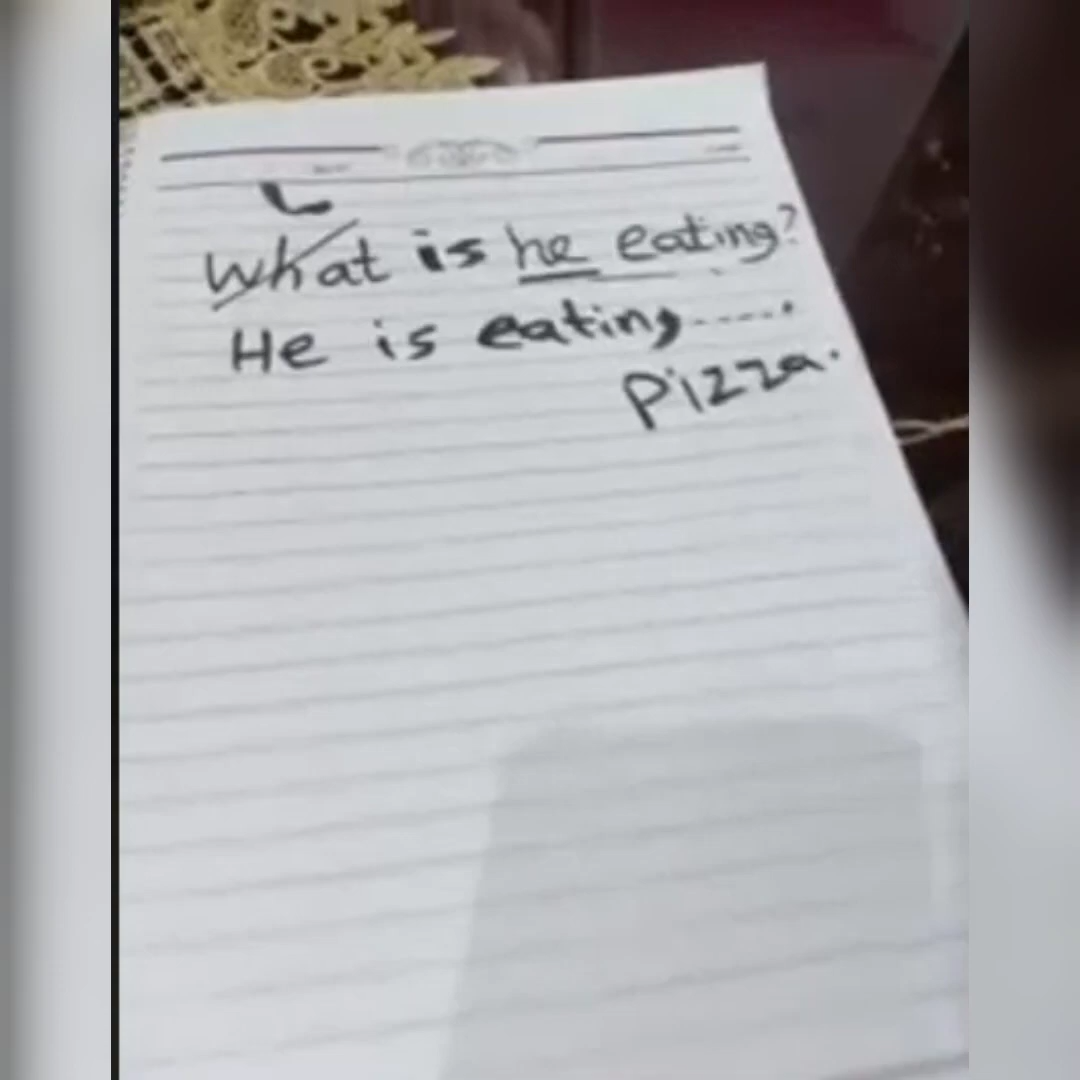 What is he eating?
He is eating......
Pizza.